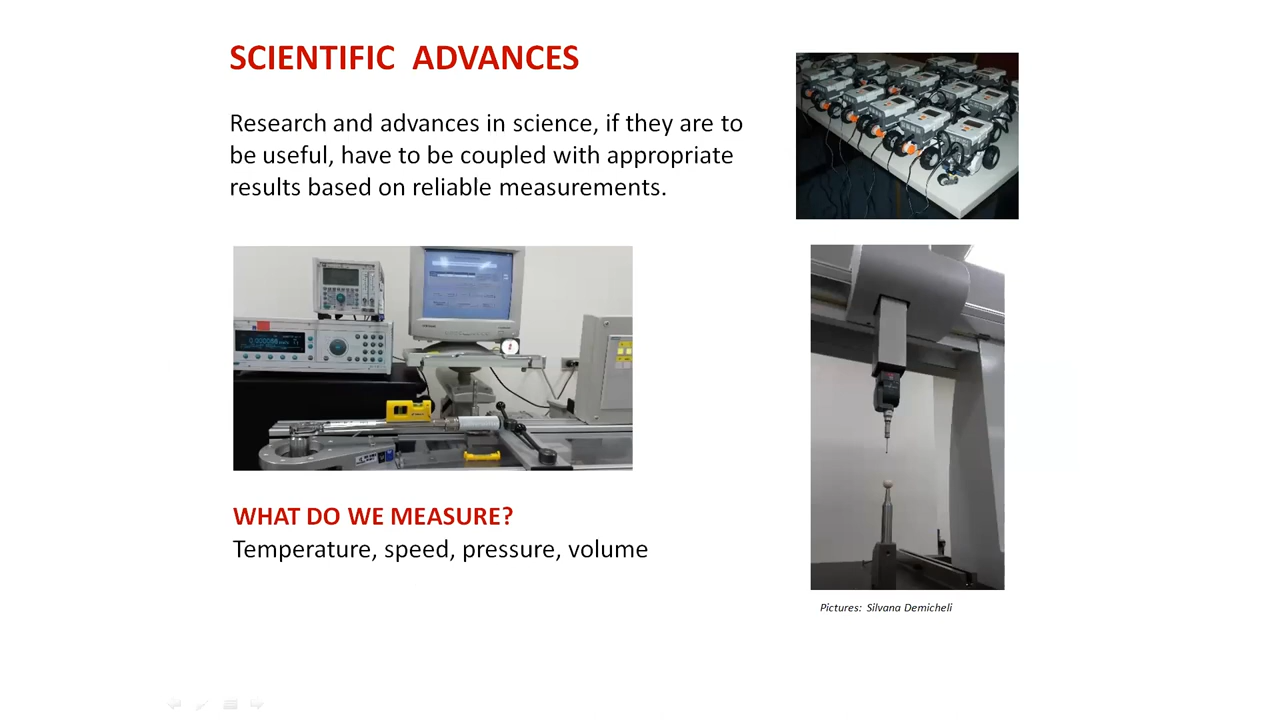 SCIENTIFIC ADVANCES
Research and advances in science, if they are to
be useful, have to be coupled with appropriate
results based on reliable measurements.
WHAT DO WE MEASURE?
Temperature, speed, pressure, volume
Pictures: Silvana Demicheli